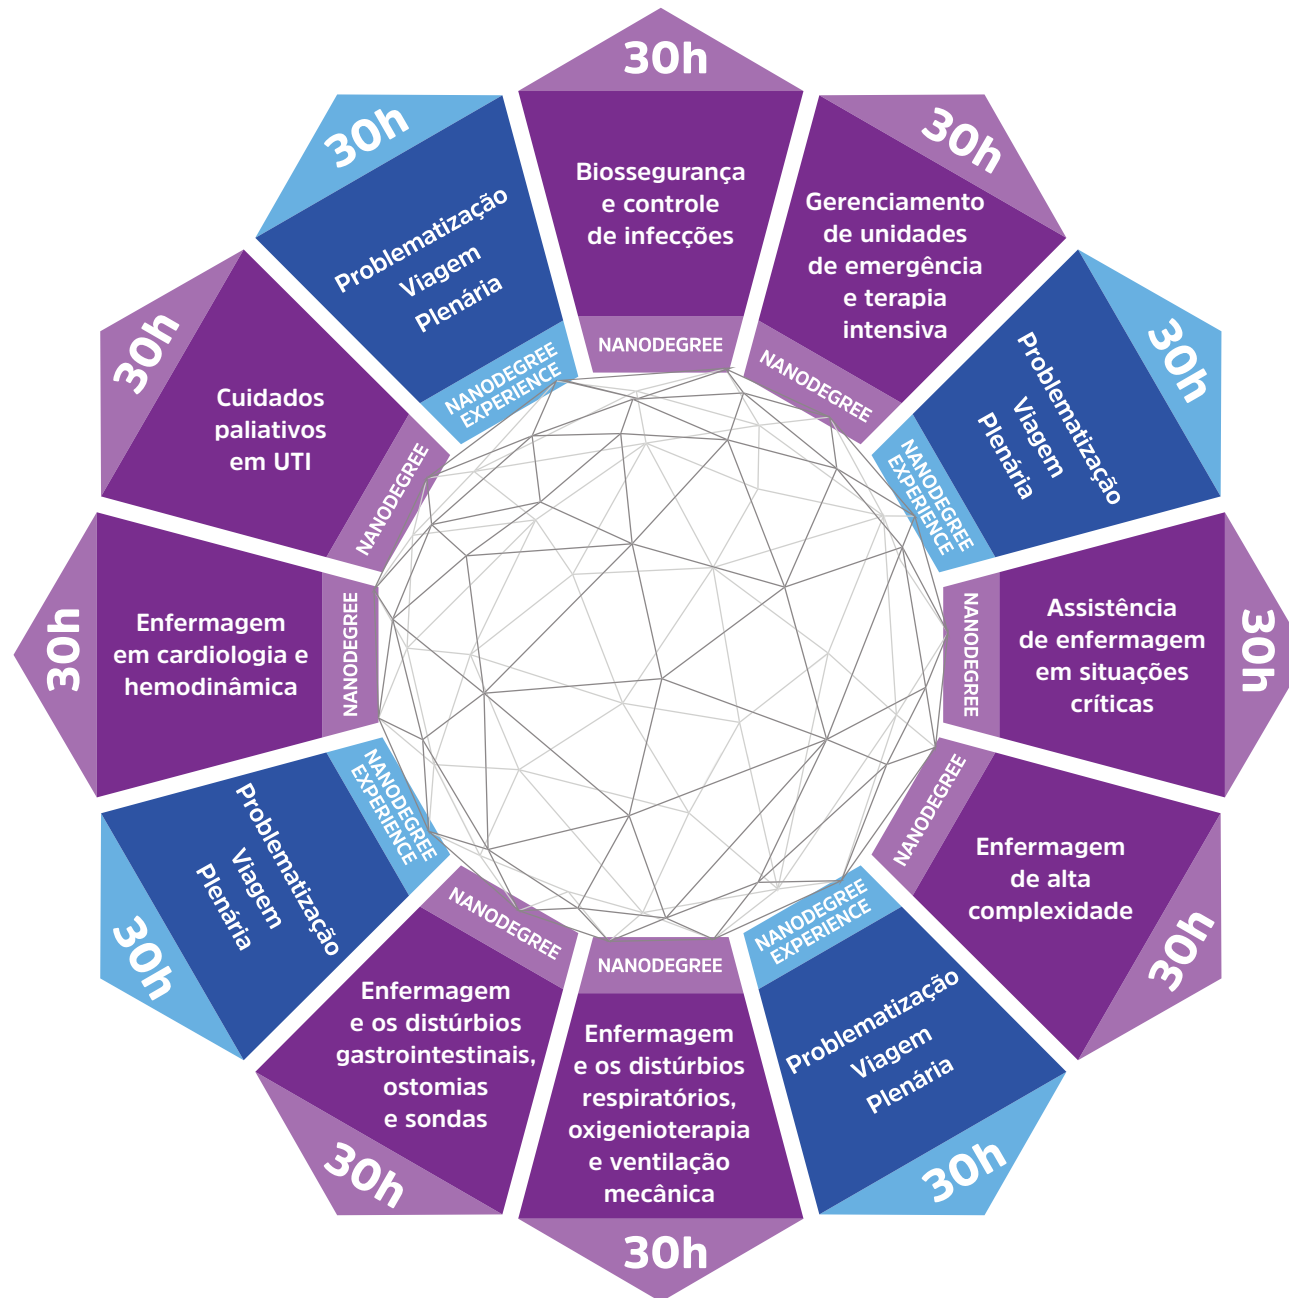 30h
Biossegurança
e controle
de infecções
NANODEGREE
30h
Gerenciamento
de unidades
de emergência
e terapia
intensiva
NANODEGREE
30h
Problematização
Viagem
Plenária
NANODEGREE
EXPERIENCE
30h
Assistência
de enfermagem
em situações
críticas
NANODEGREE
30h
Enfermagem
de alta
complexidade
NANODEGREE
30h
Problematização
Viagem
Plenária
NANODEGREE
EXPERIENCE
30h
Enfermagem
e os distúrbios
respiratórios,
oxigenioterapia
e ventilação
mecânica
NANODEGREE
30h
Enfermagem
e os distúrbios
gastrointestinais,
ostomias
e sondas
NANODEGREE
30h
Problematização
Viagem
Plenária
NANODEGREE
EXPERIENCE
30h
Enfermagem
em cardiologia e
hemodinâmica
NANODEGREE
30h
Cuidados
paliativos
em UTI
NANODEGREE
30h
Problematização
Viagem
Plenária
NANODEGREE
EXPERIENCE